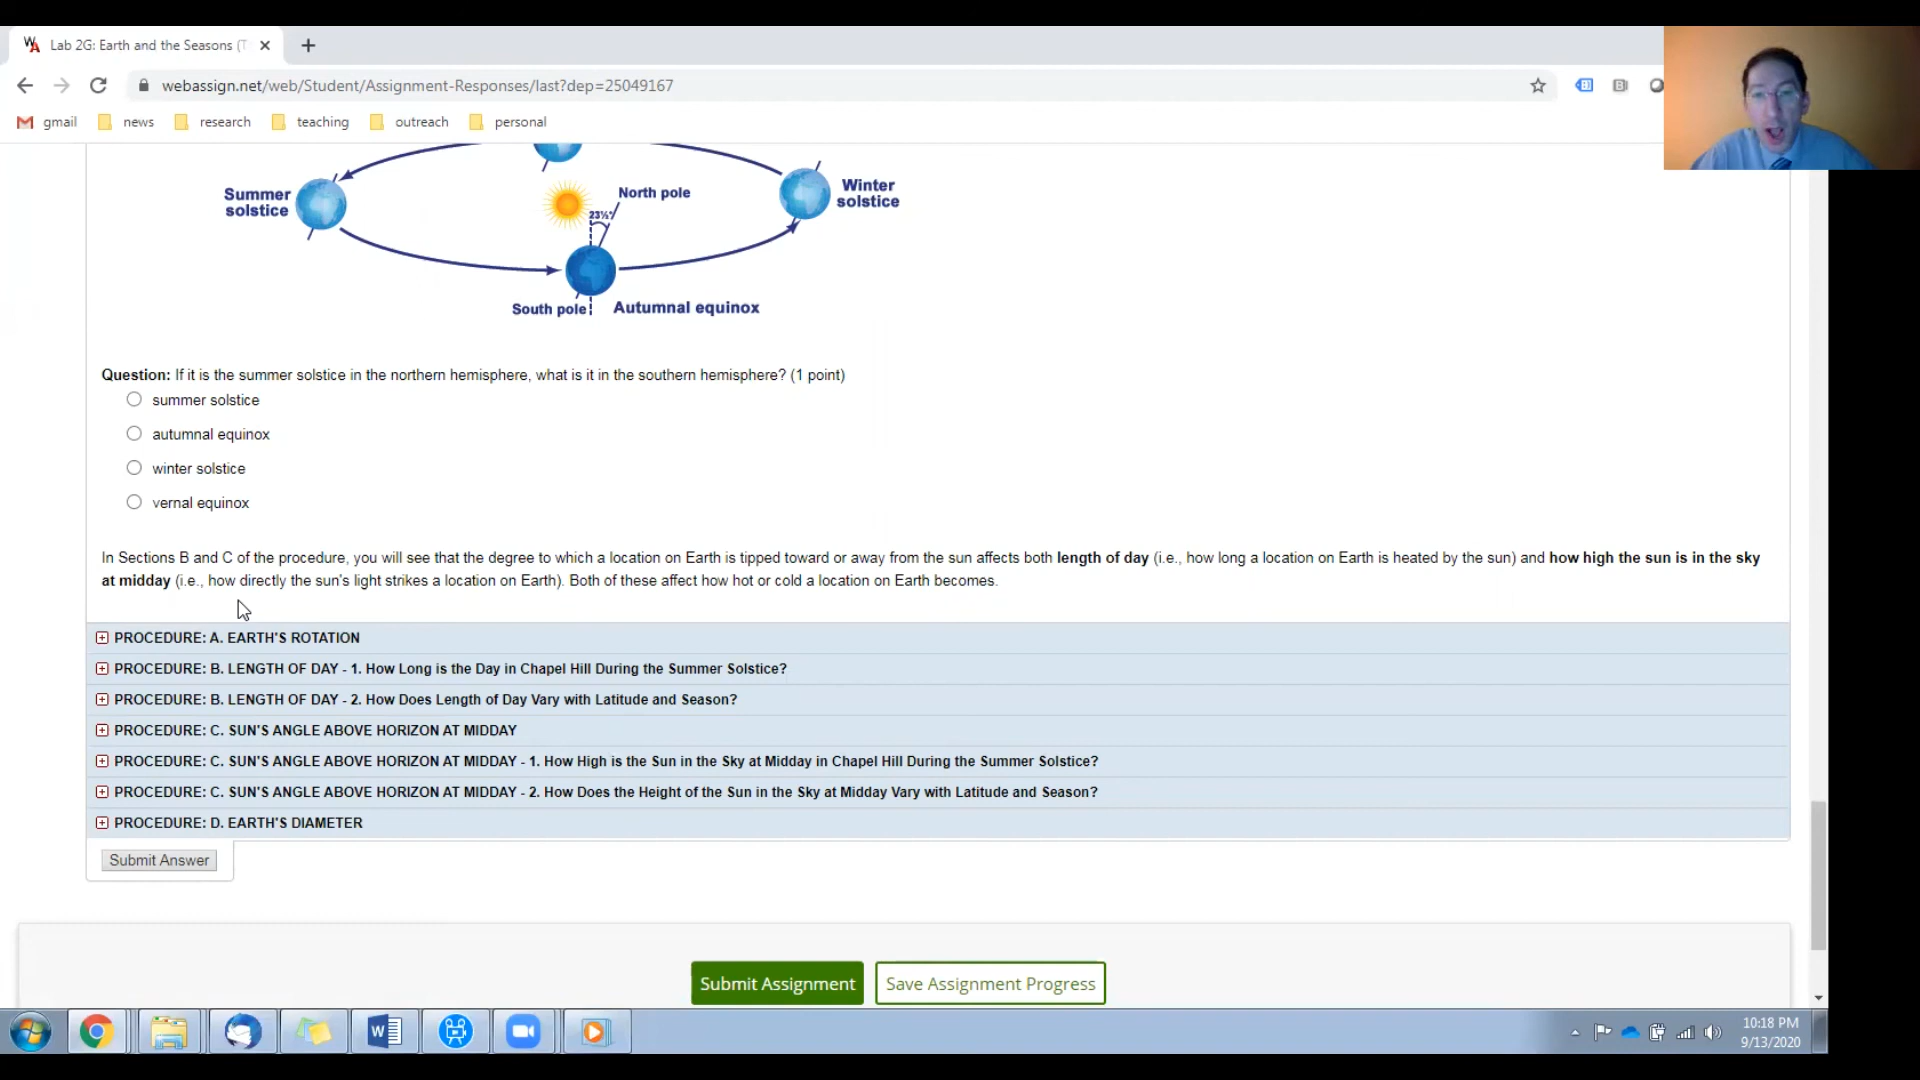 Lab 2G: Earth and the Seasons (T
webassign.net/web/Student/Assignment-Responses/last?dep=25049167
gmail news research teaching outreach personal
Summer solstice
North pole
23½°
Winter solstice
South pole
Autumnal equinox
Question: If it is the summer solstice in the northern hemisphere, what is it in the southern hemisphere? (1 point)
summer solstice
autumnal equinox
winter solstice
vernal equinox
In Sections B and C of the procedure, you will see that the degree to which a location on Earth is tipped toward or away from the sun affects both length of day (i.e., how long a location on Earth is heated by the sun) and how high the sun is in the sky
at midday (i.e., how directly the sun's light strikes a location on Earth). Both of these affect how hot or cold a location on Earth becomes.
PROCEDURE: A. EARTH'S ROTATION
PROCEDURE: B. LENGTH OF DAY - 1. How Long is the Day in Chapel Hill During the Summer Solstice?
PROCEDURE: B. LENGTH OF DAY - 2. How Does Length of Day Vary with Latitude and Season?
PROCEDURE: C. SUN'S ANGLE ABOVE HORIZON AT MIDDAY
PROCEDURE: C. SUN'S ANGLE ABOVE HORIZON AT MIDDAY - 1. How High is the Sun in the Sky at Midday in Chapel Hill During the Summer Solstice?
PROCEDURE: C. SUN'S ANGLE ABOVE HORIZON AT MIDDAY - 2. How Does the Height of the Sun in the Sky at Midday Vary with Latitude and Season?
PROCEDURE: D. EARTH'S DIAMETER
Submit Answer
Submit Assignment Save Assignment Progress
10:18 PM
9/13/2020